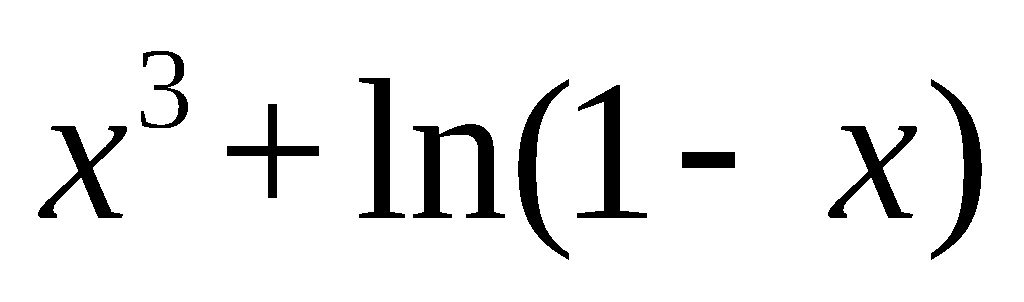 x³ + ln(1 - x)